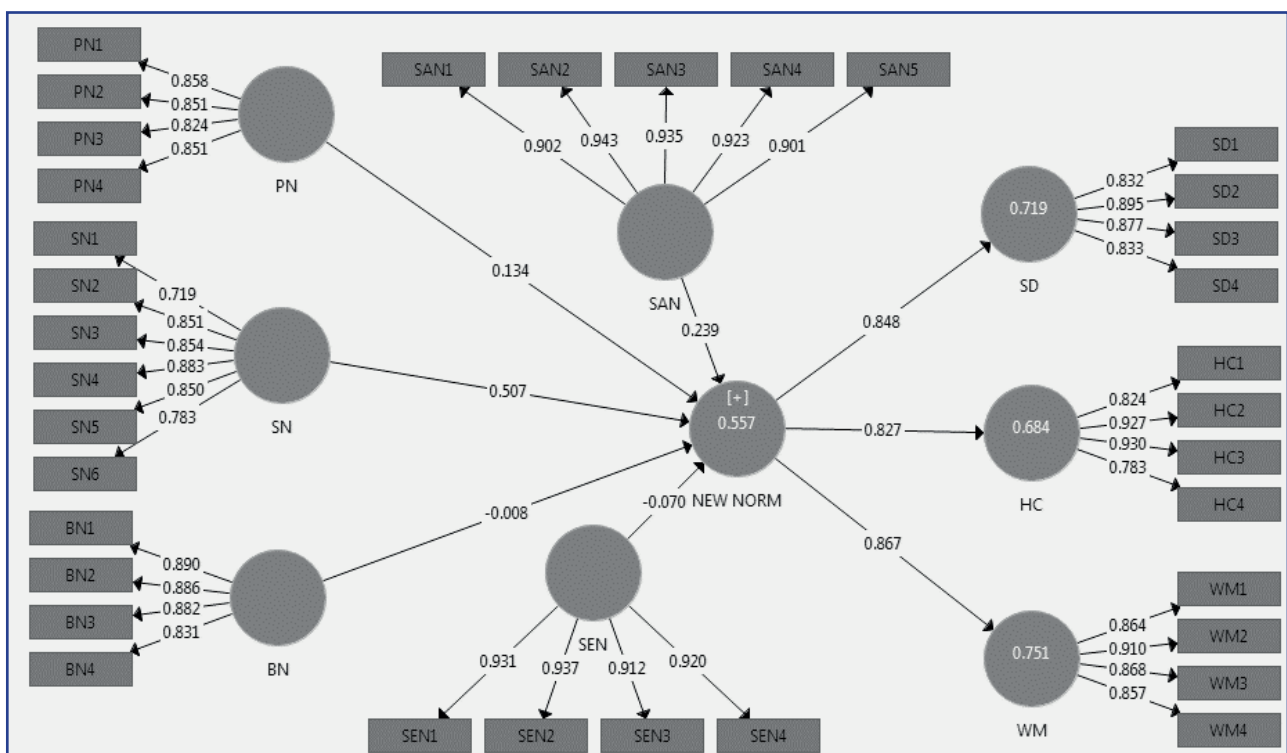 PN1
PN2
PN3
PN4
0.858
0.851
0.824
0.851
PN
0.134
SAN1
SAN2
SAN3
SAN4
SAN5
0.902
0.943
0.935
0.923
0.901
SAN
0.239
SN1
SN2
SN3
SN4
SN5
SN6
0.719
0.851
0.854
0.883
0.850
0.783
SN
0.507
BN1
BN2
BN3
BN4
0.890
0.886
0.882
0.831
BN
-0.008
SEN
-0.070
0.931
0.937
0.912
0.920
SEN1
SEN2
SEN3
SEN4
[+]
0.557
NEW NORM
0.848
0.827
0.867
0.719
SD
0.832
0.895
0.877
0.833
SD1
SD2
SD3
SD4
0.684
HC
0.824
0.927
0.930
0.783
HC1
HC2
HC3
HC4
0.751
WM
0.864
0.910
0.868
0.857
WM1
WM2
WM3
WM4